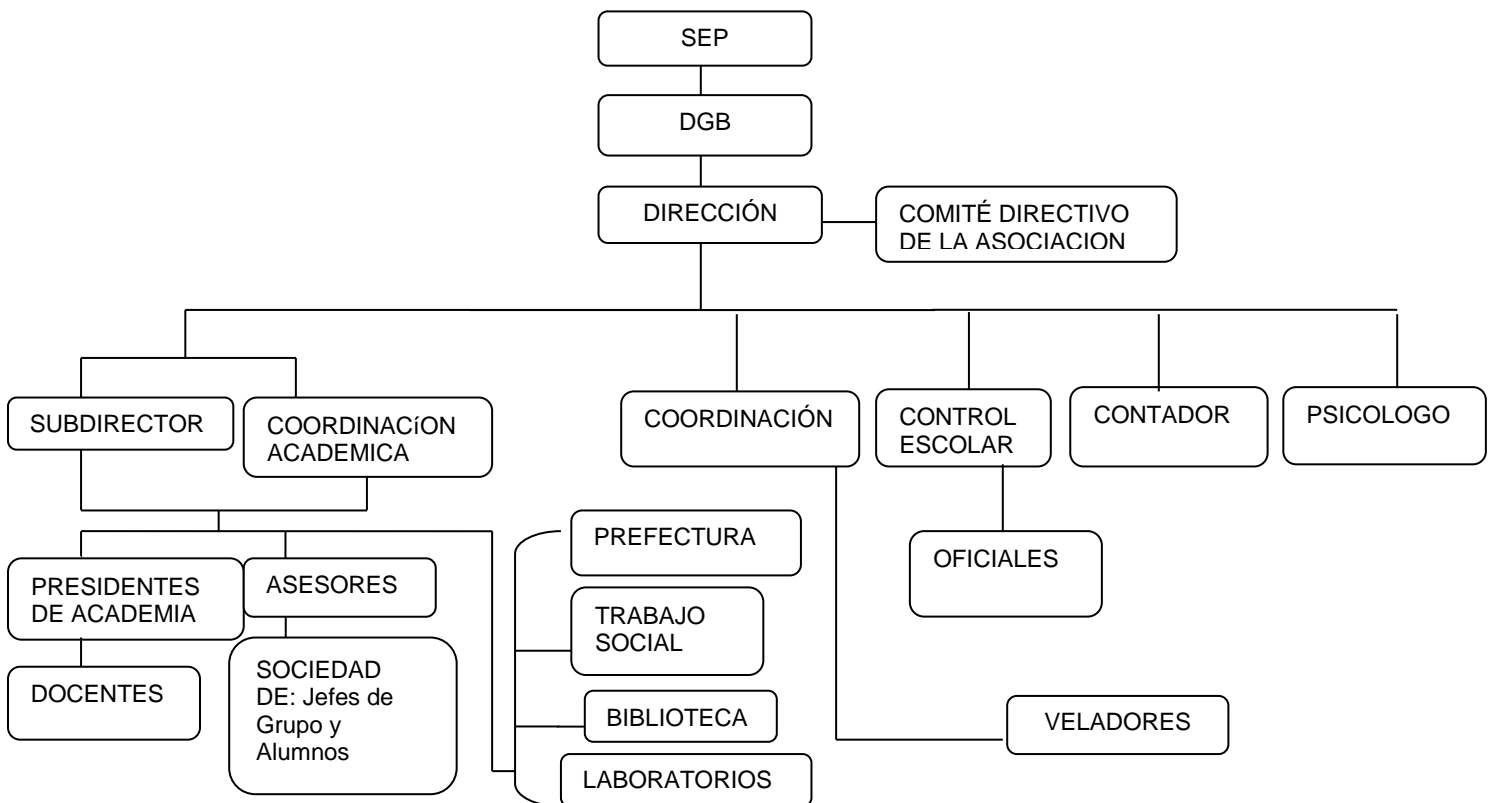 SEP
DGB
DIRECCIÓN
COMITÉ DIRECTIVO
DE LA ASOCIACION
SUBDIRECTOR
COORDINACíON
ACADEMICA
COORDINACIÓN
CONTROL
ESCOLAR
CONTADOR
PSICOLOGO
PREFECTURA
OFICIALES
PRESIDENTES
DE ACADEMIA
ASESORES
TRABAJO
SOCIAL
DOCENTES
SOCIEDAD
DE: Jefes de
Grupo y
Alumnos
BIBLIOTECA
VELADORES
LABORATORIOS